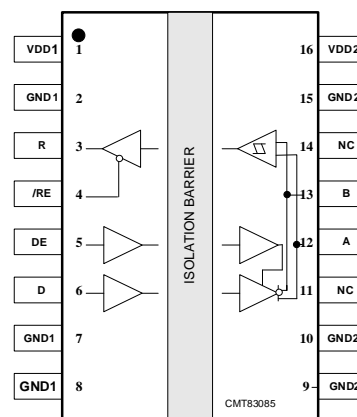 VDD1 1 16 VDD2
GND1 2 15 GND2
R 3 14 NC
/RE 4 13 B
DE 5 12 A
D 6 11 NC
GND1 7 10 GND2
GND1 8 9 GND2
ISOLATION BARRIER
CMT83085